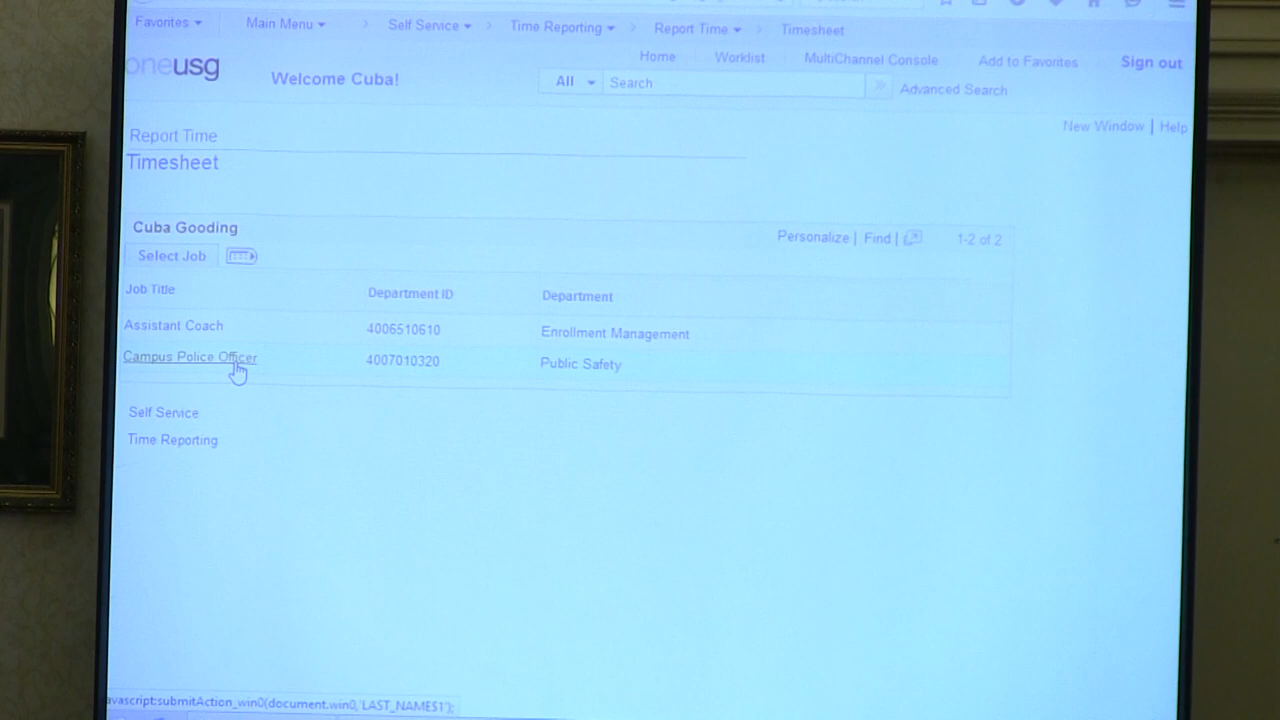 Favorites Main Menu > Self Service > Time Reporting > Report Time > Timesheet
Home Worklist MultiChannel Console Add to Favorites Sign out
oneusg Welcome Cuba! All Search » Advanced Search
New Window | Help
Report Time
Timesheet
Cuba Gooding Personalize | Find | 1-2 of 2
Select Job
Job Title Department ID Department
Assistant Coach 4006510610 Enrollment Management
Campus Police Officer 4007010320 Public Safety
Self Service
Time Reporting
avascript:submitAction_win0(document.win0,'LAST_NAME$1');